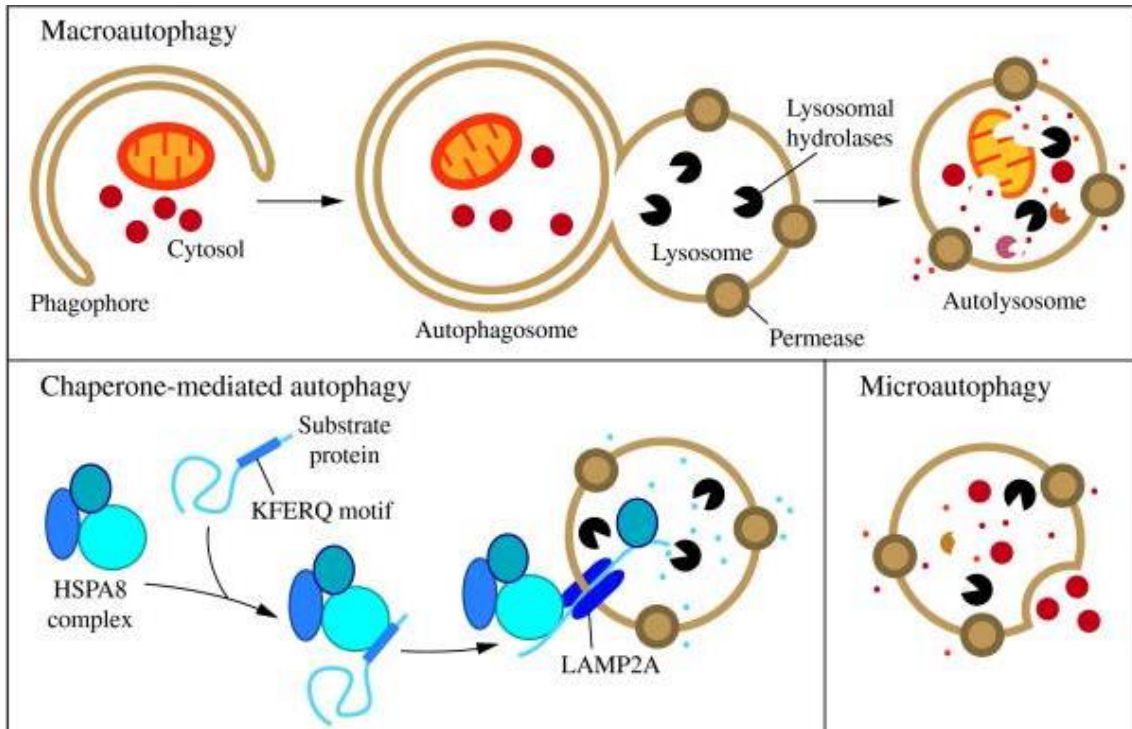 Macroautophagy
Lysosomal
hydrolases
Cytosol
Lysosome
Phagophore
Autophagosome
Autolysosome
Permease
Chaperone-mediated autophagy
Substrate
protein
KFERQ motif
HSPA8
complex
LAMP2A
Microautophagy